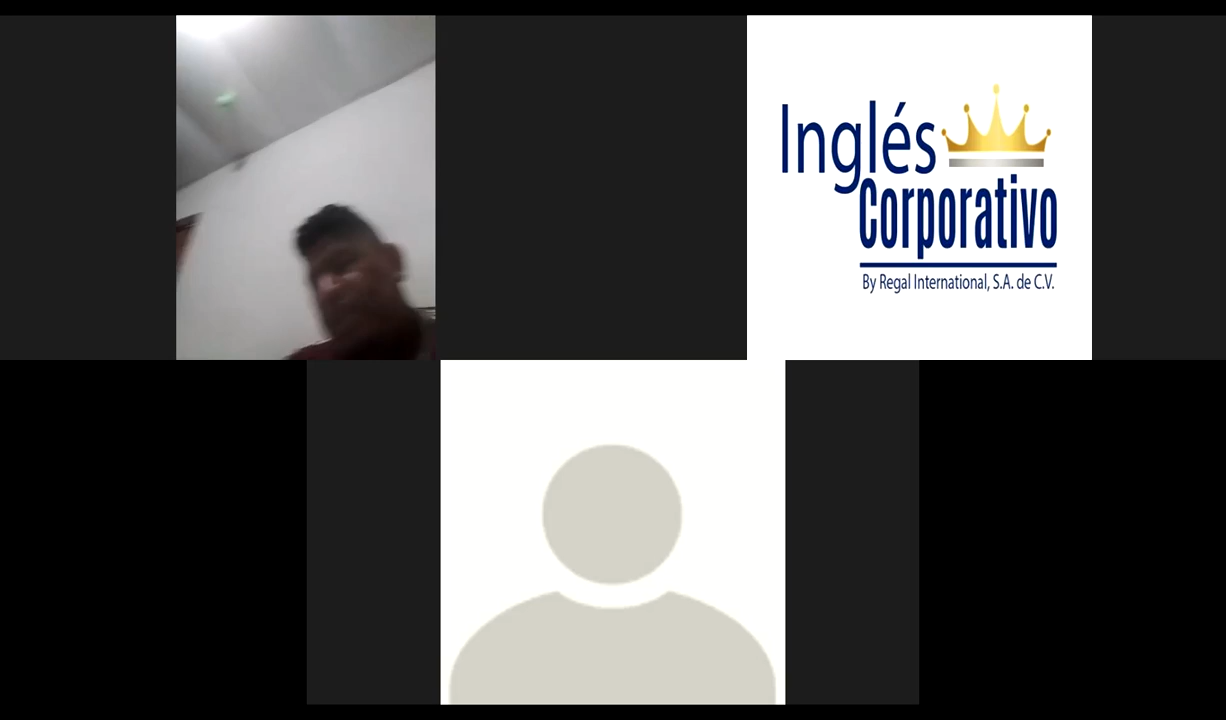 Inglés
Corporativo
By Regal International, S.A. de C.V.